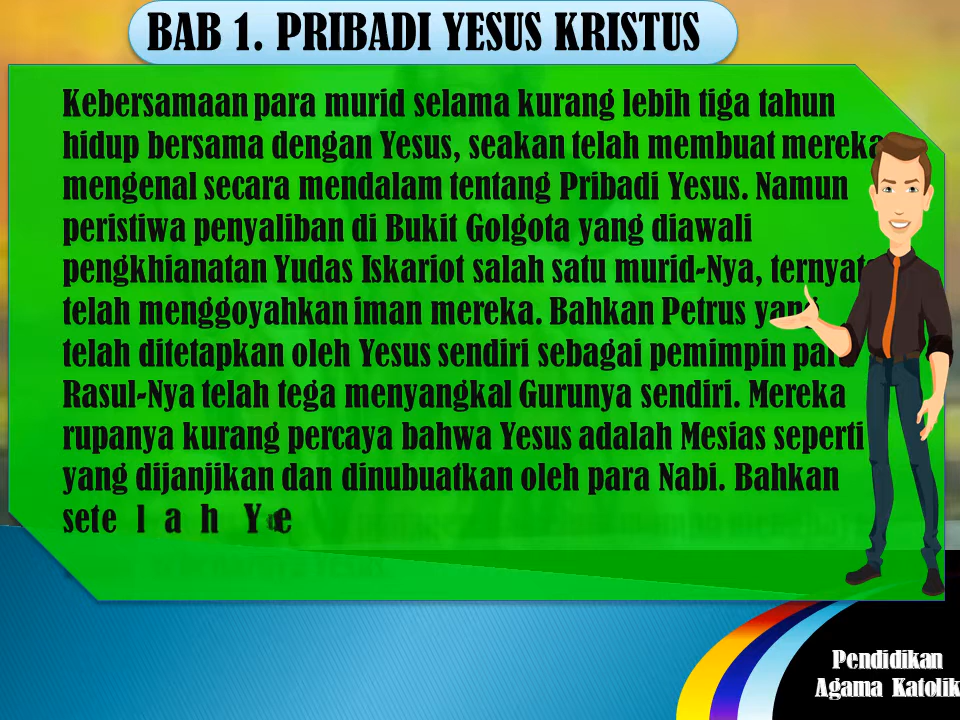 BAB 1. PRIBADI YESUS KRISTUS
Kebersamaan para murid selama kurang lebih tiga tahun
hidup bersama dengan Yesus, seakan telah membuat mereka
mengenal secara mendalam tentang Pribadi Yesus. Namun
peristiwa penyaliban di Bukit Golgota yang diawali
pengkhianatan Yudas Iskariot salah satu murid-Nya, ternyata
telah menggoyahkan iman mereka. Bahkan Petrus yang
telah ditetapkan oleh Yesus sendiri sebagai pemimpin para
Rasul-Nya telah tega menyangkal Gurunya sendiri. Mereka
rupanya kurang percaya bahwa Yesus adalah Mesias seperti
yang dijanjikan dan dinubuatkan oleh para Nabi. Bahkan
sete l a h Y e
Pendidikan
Agama Katolik